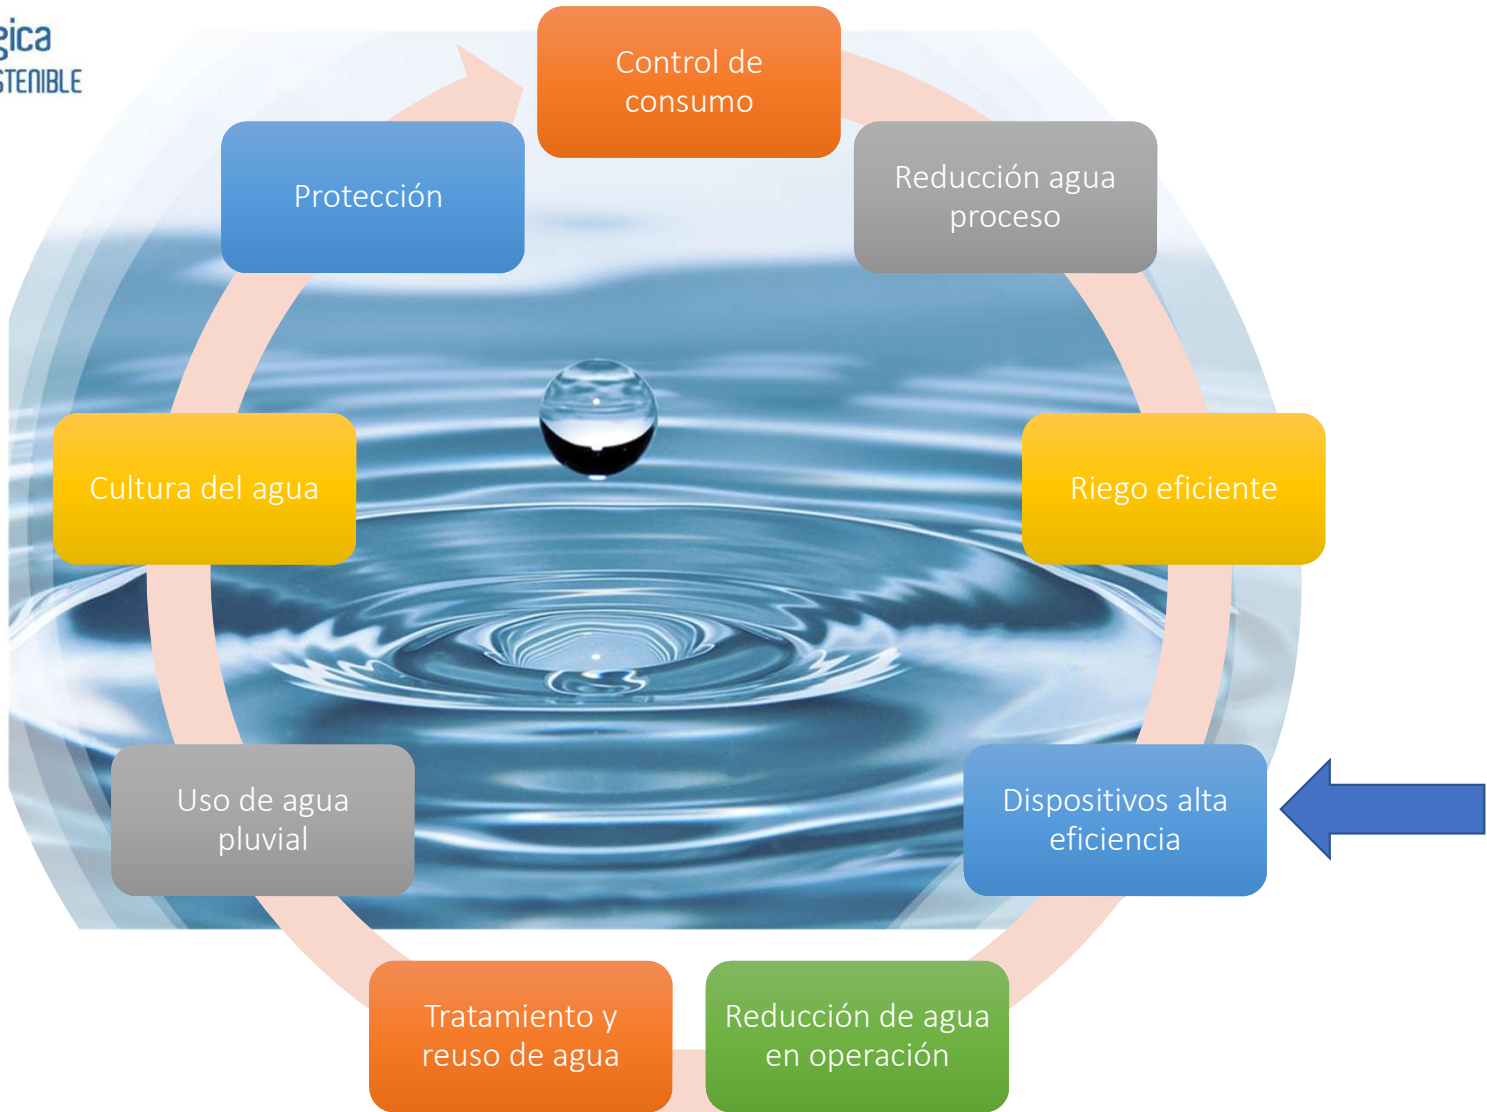 STENIBLE
Control de
consumo
Reducción agua
proceso
Riego eficiente
Dispositivos alta
eficiencia
Reducción de agua
en operación
Tratamiento y
reuso de agua
Uso de agua
pluvial
Cultura del agua
Protección